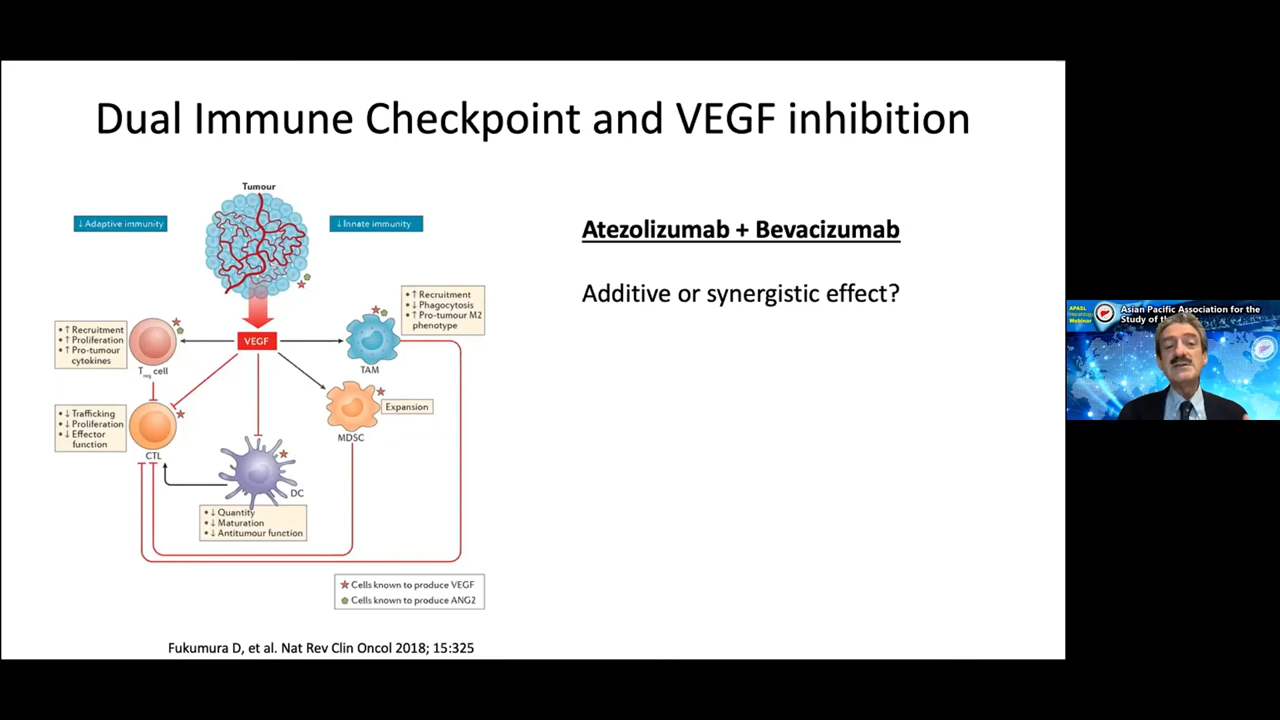 Dual Immune Checkpoint and VEGF inhibition
Tumour
↓ Adaptive immunity
↓ Innate immunity
• ↑ Recruitment
• ↓ Phagocytosis
• ↑ Pro-tumour M2
phenotype
• ↑ Recruitment
• ↑ Proliferation
• ↑ Pro-tumour
cytokines
VEGF
T reg cell
TAM
Expansion
MDSC
• ↓ Trafficking
• ↓ Proliferation
• ↓ Effector
function
CTL
DC
• ↓ Quantity
• ↓ Maturation
• ↓ Antitumour function
Cells known to produce VEGF
Cells known to produce ANG2
Fukumura D, et al. Nat Rev Clin Oncol 2018; 15:325
Atezolizumab + Bevacizumab
Additive or synergistic effect?
APASL
Hepatology
Webinar
Asian Pacific Association for the
Study of